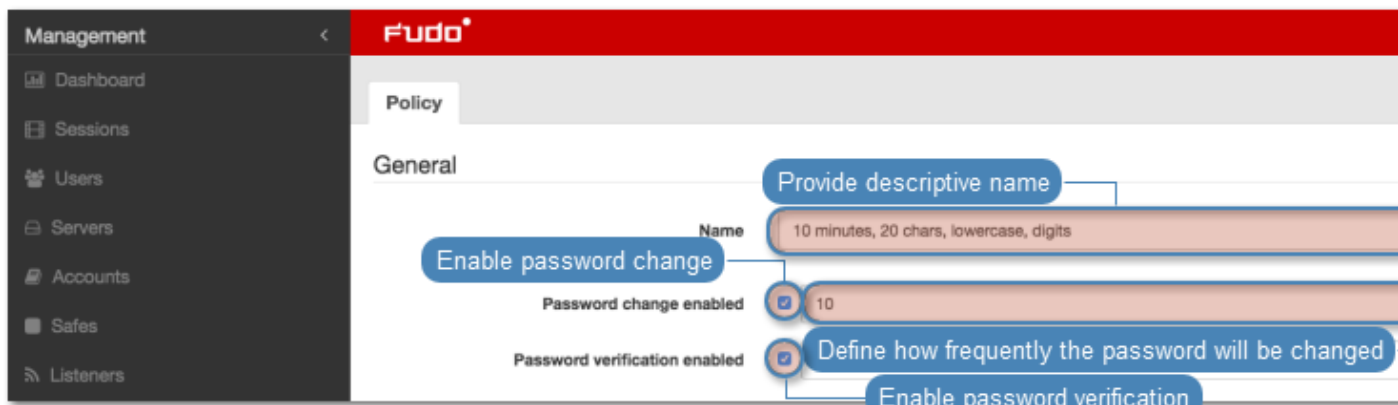 Management
Fudo
Dashboard
Policy
Sessions
General
Users
Provide descriptive name
Servers
Name
10 minutes, 20 chars, lowercase, digits
Enable password change
Accounts
Password change enabled
10
Safes
Define how frequently the password will be changed
Password verification enabled
Listeners
Enable password verification